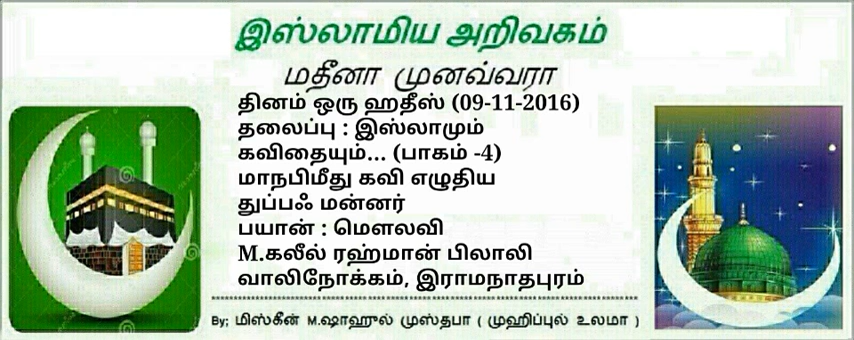 இஸ்லாமிய அறிவகம்
மதீனா முனவ்வரா
தினம் ஒரு ஹதீஸ் (09-11-2016)
தலைப்பு : இஸ்லாமும்
கவிதையும்... (பாகம் -4)
மாநபிமீது கவி எழுதிய
துப்பஃ மன்னர்
பயான் : மௌலவி
M.கலீல் ரஹ்மான் பிலாலி
வாலிநோக்கம், இராமநாதபுரம்
By; மிஸ்கீன் M.ஷாஹுல் முஸ்தபா ( முஹிப்புல் உலமா )